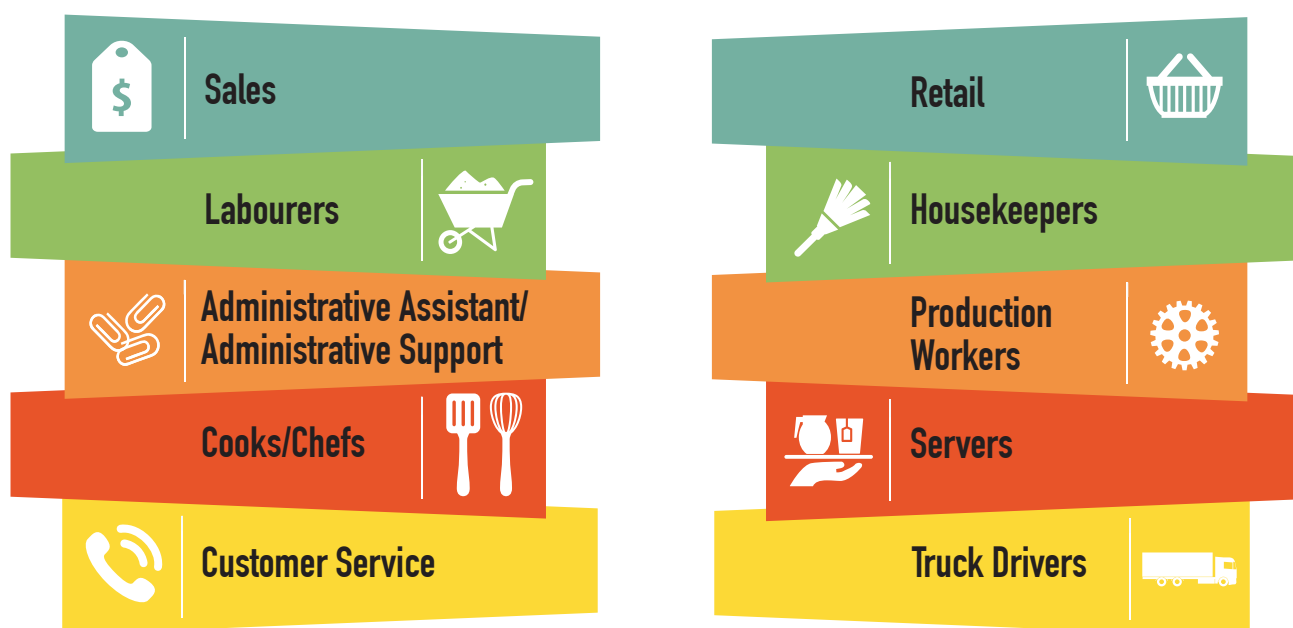 $
Sales
Labourers
Administrative Assistant/
Administrative Support
Cooks/Chefs
Customer Service
Retail
Housekeepers
Production
Workers
Servers
Truck Drivers